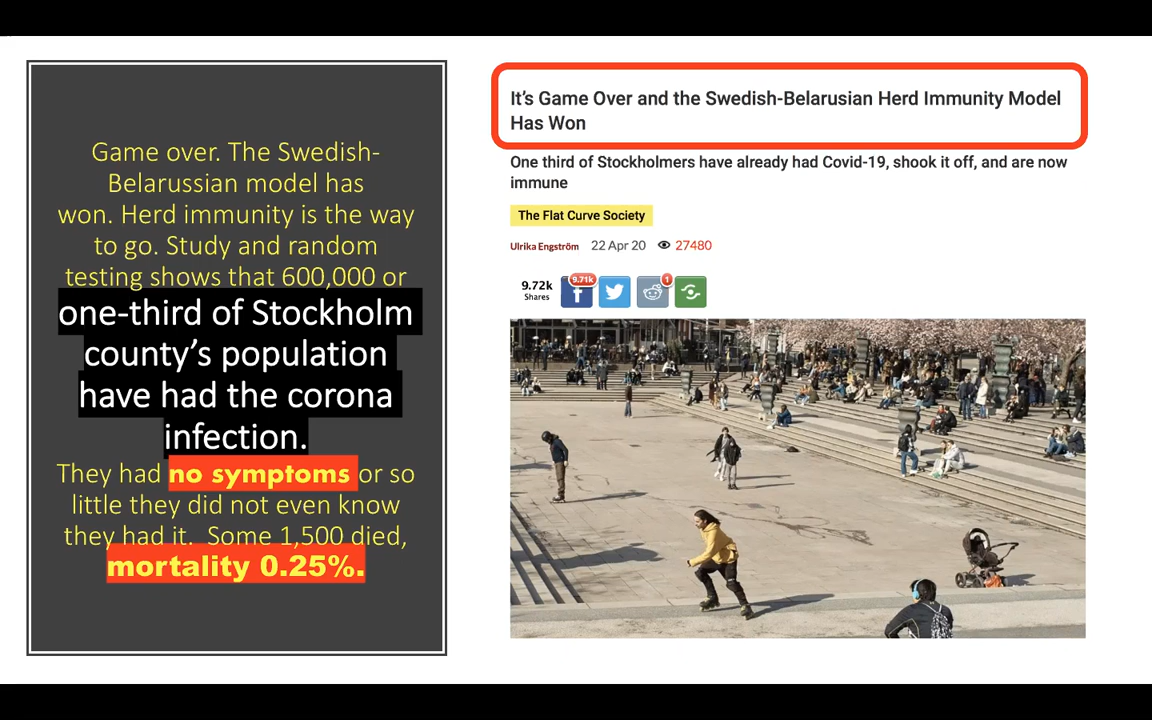 Game over. The Swedish-
Belarussian model has
won. Herd immunity is the way
to go. Study and random
testing shows that 600,000 or
one-third of Stockholm
county's population
have had the corona
infection.
They had no symptoms or so
little they did not even know
they had it. Some 1,500 died,
mortality 0.25%.
It's Game Over and the Swedish-Belarusian Herd Immunity Model
Has Won
One third of Stockholmers have already had Covid-19, shook it off, and are now
immune
The Flat Curve Society
Ulrika Engström 22 Apr 20 27480
9.72k
Shares
9.71k
1